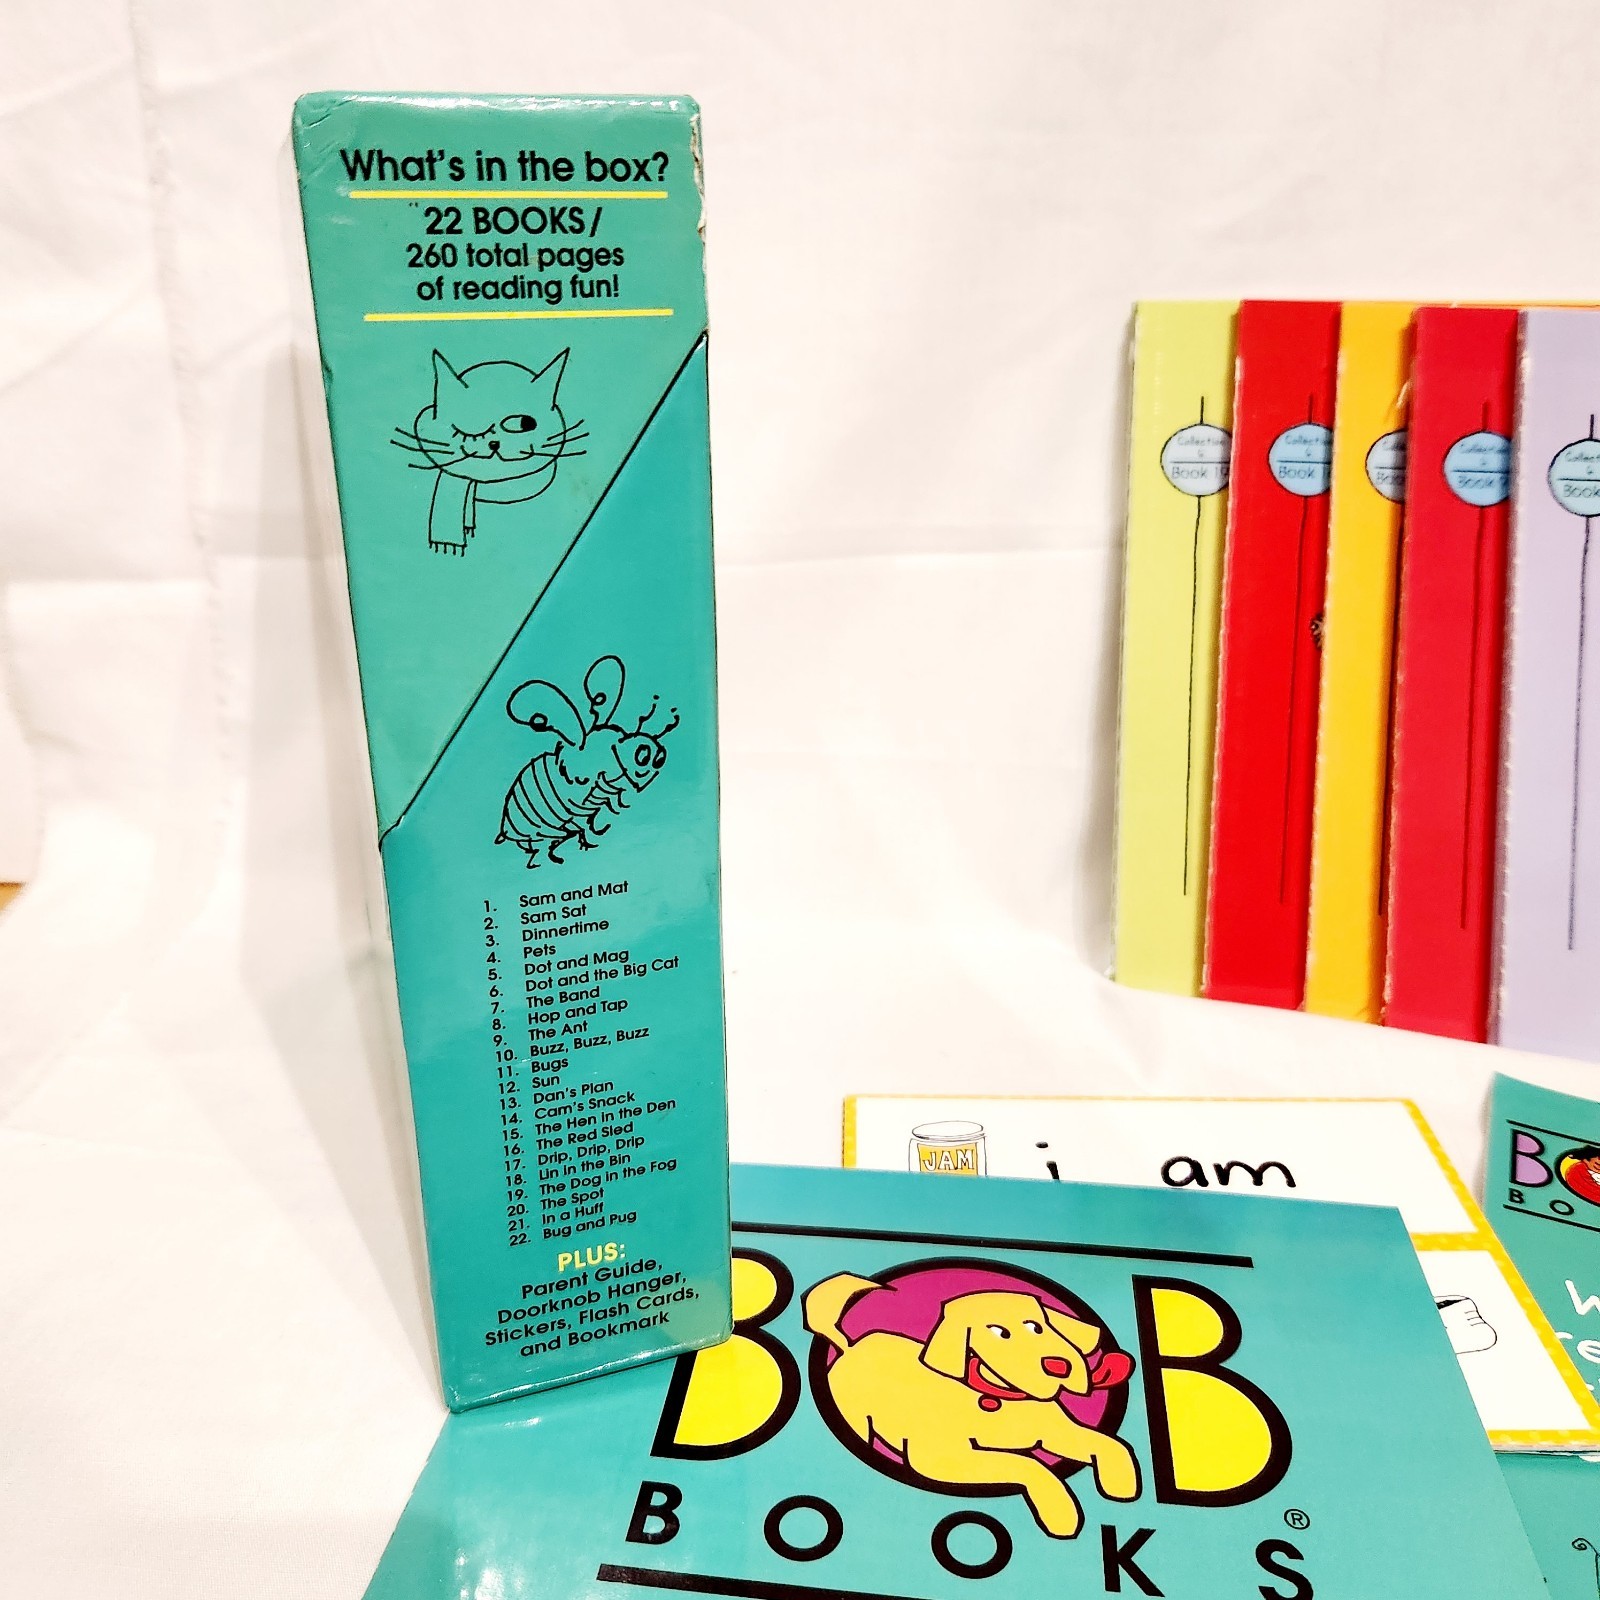 What's in the box?
22 BOOKS/
260 total pages
of reading fun!
1. Sam and Mat
2. Sam Sat
3. Dinnertime
4. Pets
5. Dot and Mag
6. Dot and the Big Cat
7. The Band
8. Hop and Tap
9. The Ant
10. Buzz, Buzz, Buzz
11. Bugs
12. Sun
13. Dan's Plan
14. Cam's Snack
15. The Hen in the Den
16. The Red Sled
17. Drip, Drip, Drip
18. Lin in the Bin
19. The Dog in the Fog
20. The Spot
21. In a Huff
22. Bug and Pug
PLUS:
Parent Guide,
Doorknob Hanger,
Stickers, Flash Cards,
and Bookmark
Book
Book
Book
JAM
i am
BOB
BOOKS®